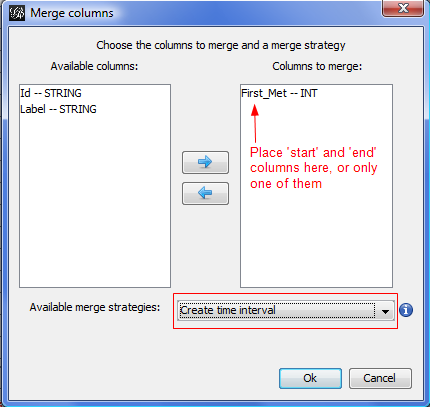 Merge columns
Choose the columns to merge and a merge strategy
Available columns:
Columns to merge:
Id -- STRING
Label -- STRING
First_Met -- INT
Place 'start' and 'end'
columns here, or only
one of them
Available merge strategies:
Create time interval
Ok
Cancel